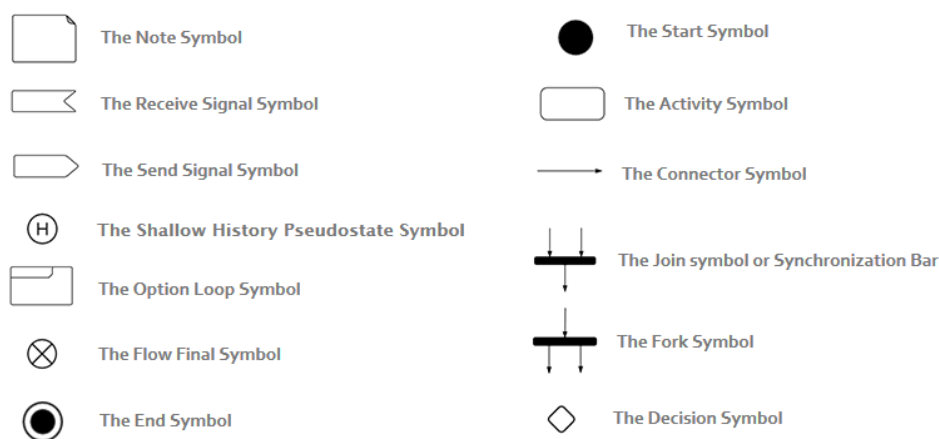 The Note Symbol
The Receive Signal Symbol
The Send Signal Symbol
H
The Shallow History Pseudostate Symbol
The Option Loop Symbol
The Flow Final Symbol
The End Symbol
The Start Symbol
The Activity Symbol
The Connector Symbol
The Join symbol or Synchronization Bar
The Fork Symbol
The Decision Symbol